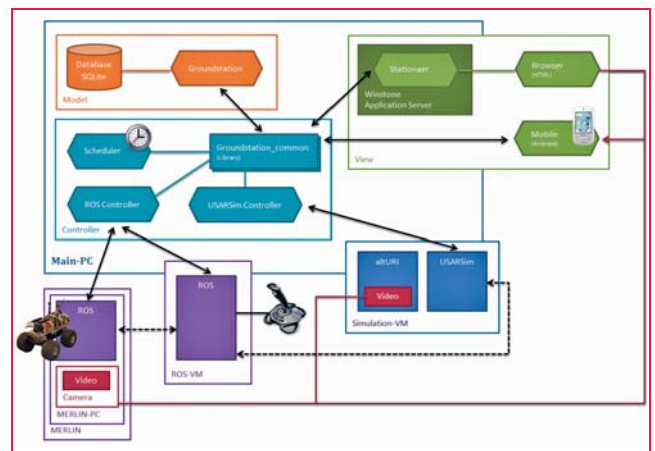 Database
SQLite
Groundstation
Model
Stationaer
Winstone
Application Server
Browser
(HTML)
Mobile
(Android)
View
Scheduler
Groundstation_common
(Library)
ROS Controller
USARSim Controller
Controller
Main-PC
altURI
Video
USARSim
Simulation-VM
ROS
ROS-VM
ROS
Video
Camera
MERLIN-PC
MERLIN